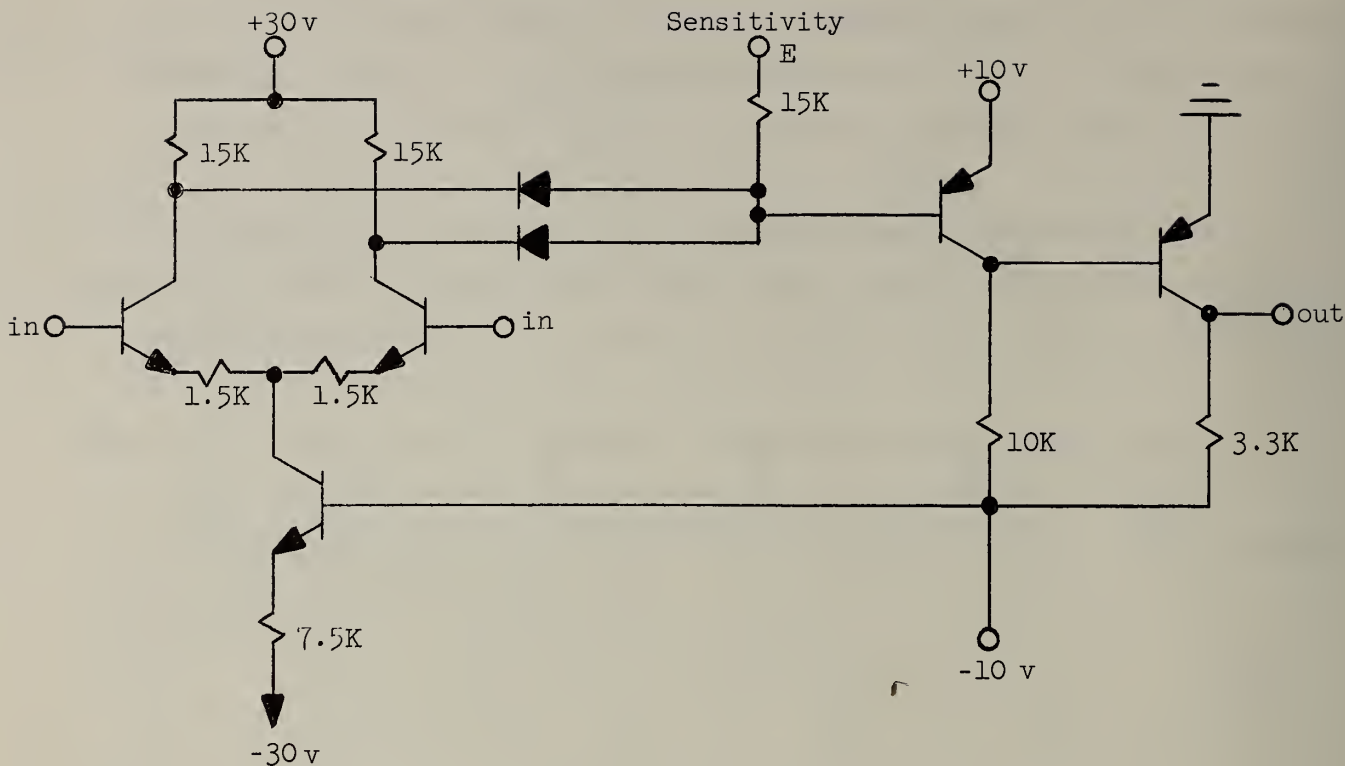 +30 v
Sensitivity
E
+10 v
15K
15K
15K
in
in
out
1.5K
1.5K
10K
3.3K
7.5K
-10 v
-30 v